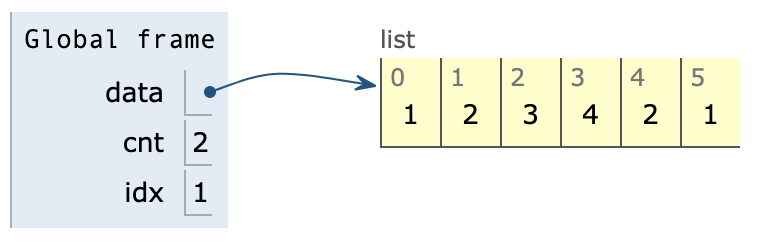 Global frame
data
cnt 2
idx 1
list
0 1 2 3 4 5
1 2 3 4 2 1